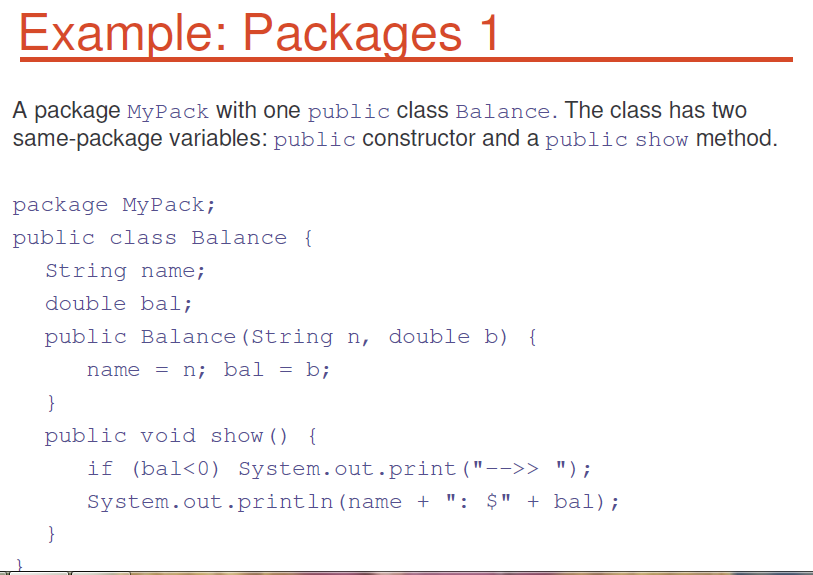 Example: Packages 1
A package MyPack with one public class Balance. The class has two
same-package variables: public constructor and a public show method.
package MyPack;
public class Balance {
String name;
double bal;
public Balance(String n, double b) {
name = n; bal = b;
}
public void show() {
if (bal<0) System.out.print("-->> ");
System.out.println(name + ": $" + bal);
}
}